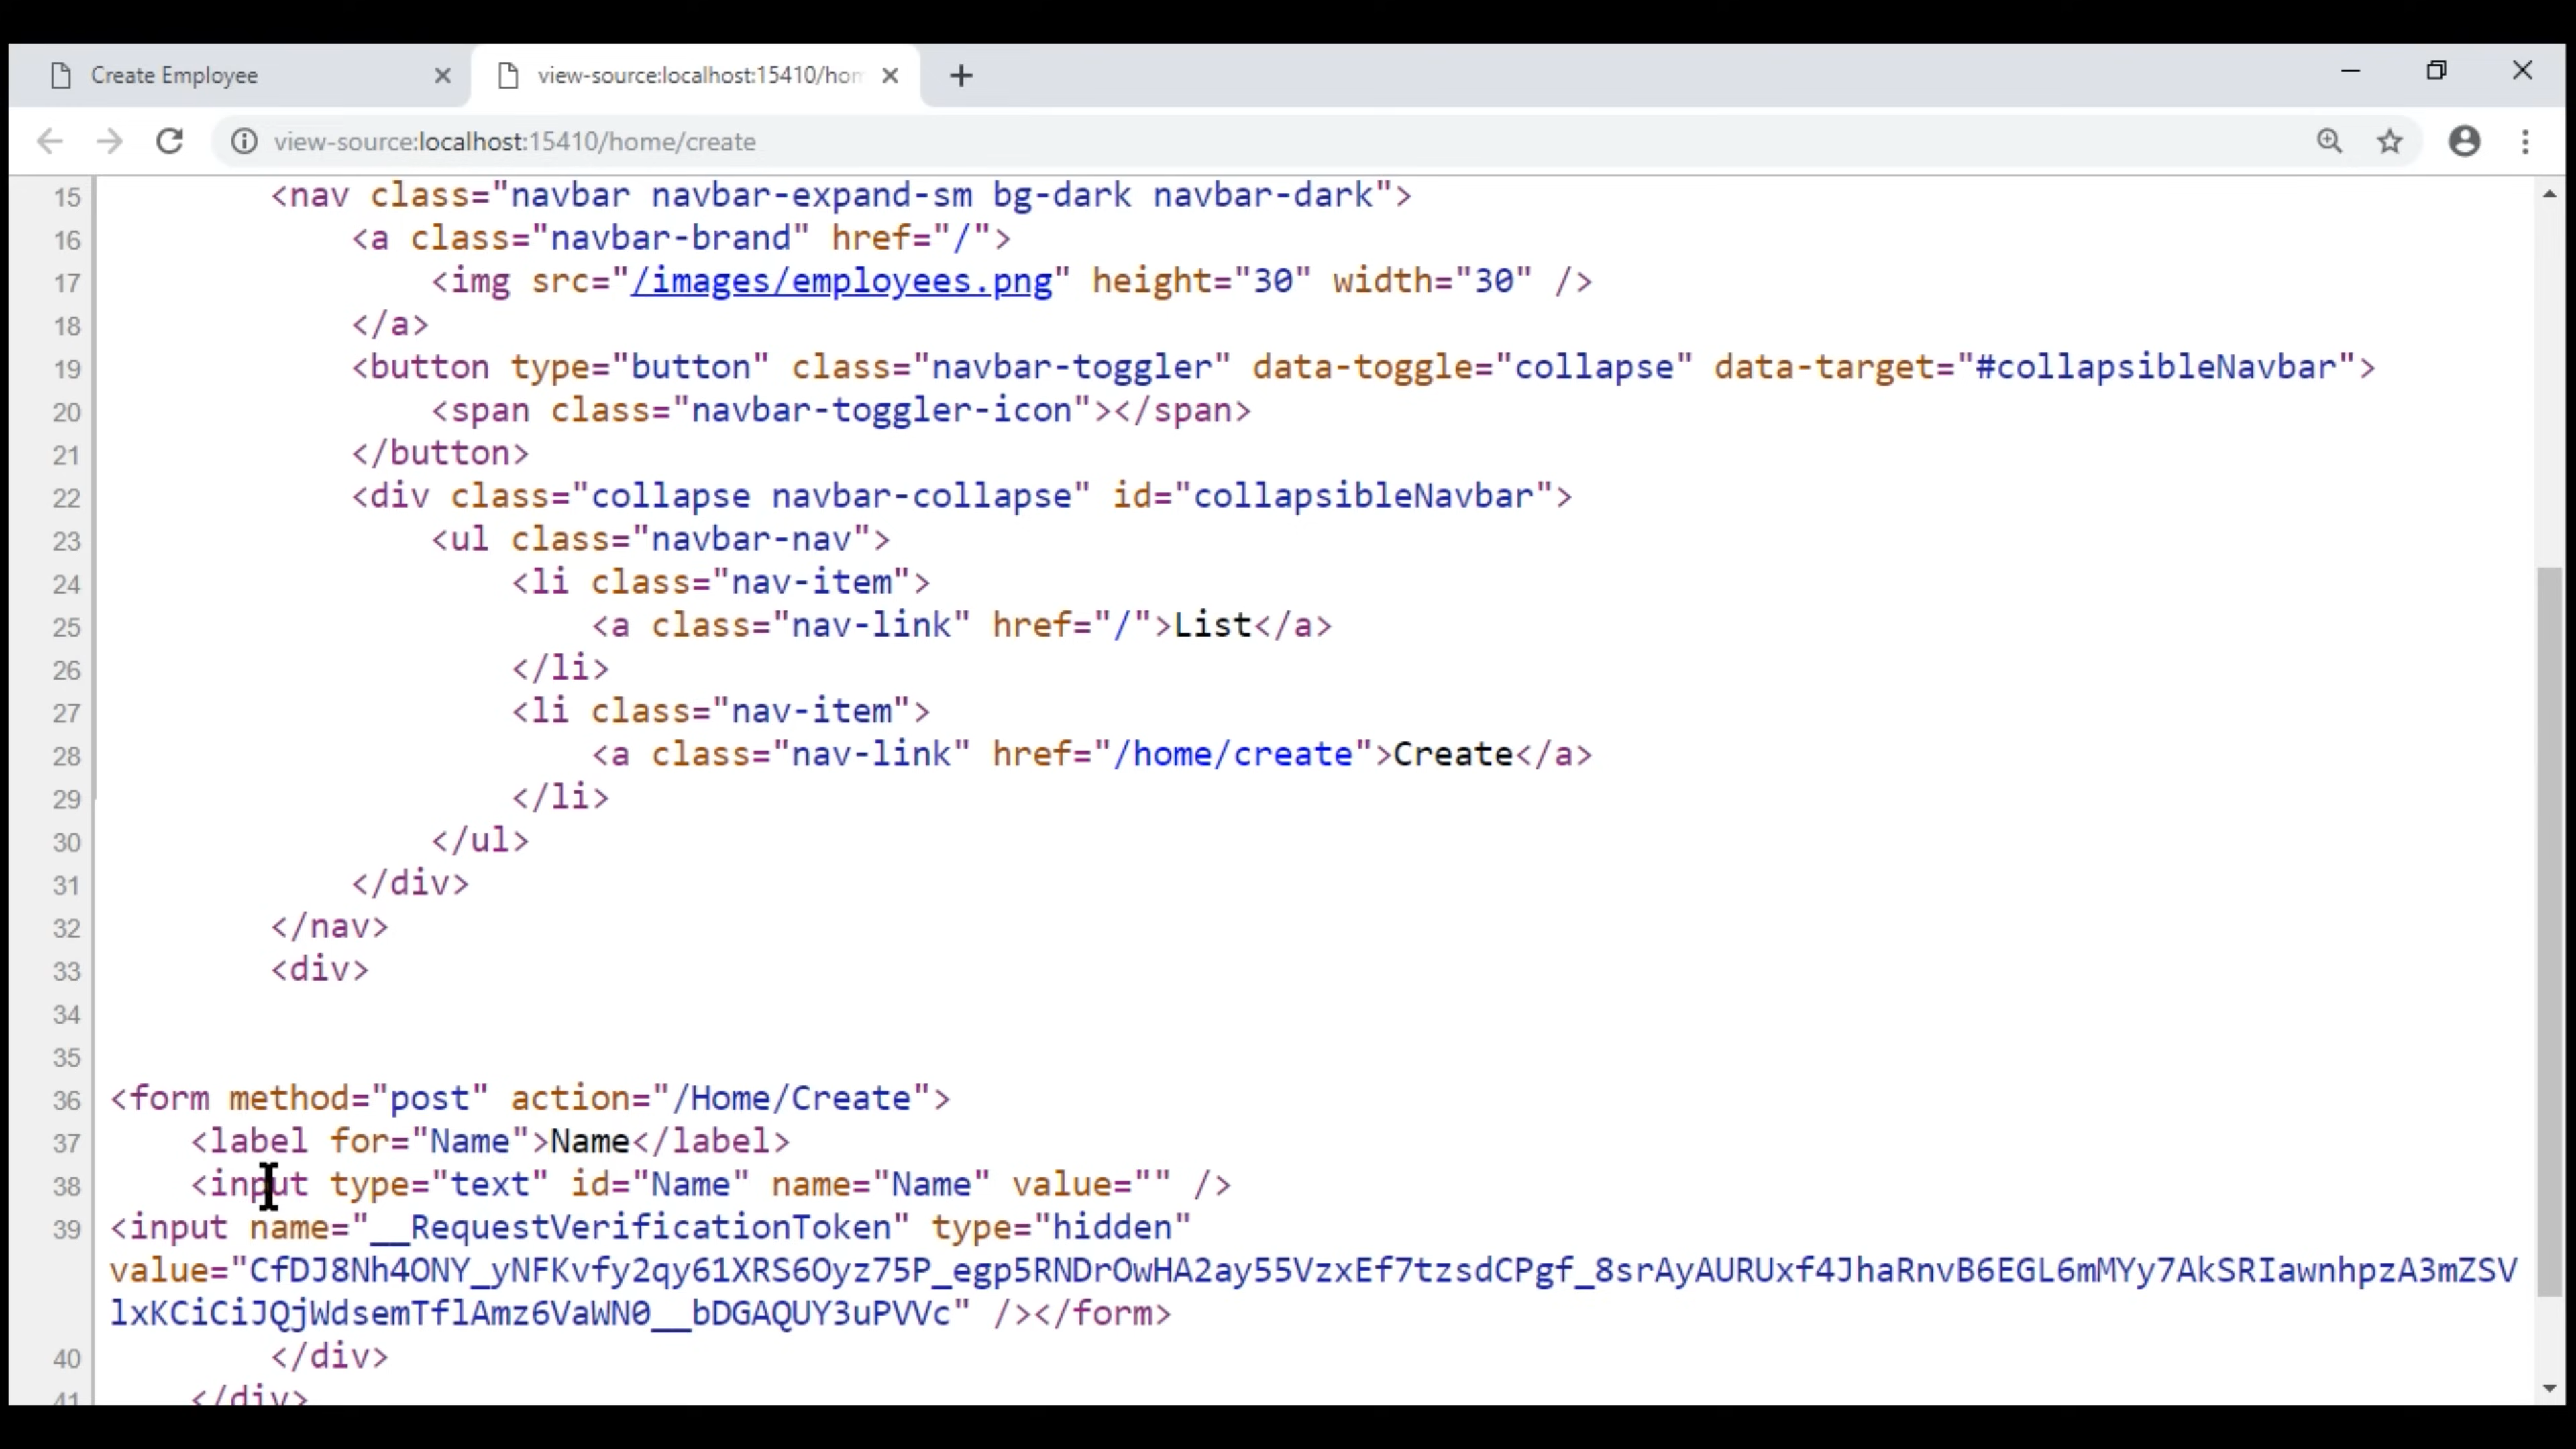 Create Employee
view-source:localhost:15410/hom
view-source:localhost:15410/home/create
15 <nav class="navbar navbar-expand-sm bg-dark navbar-dark">
16 <a class="navbar-brand" href="/">
17 <img src="/images/employees.png" height="30" width="30" />
18 </a>
19 <button type="button" class="navbar-toggler" data-toggle="collapse" data-target="#collapsibleNavbar">
20 <span class="navbar-toggler-icon"></span>
21 </button>
22 <div class="collapse navbar-collapse" id="collapsibleNavbar">
23 <ul class="navbar-nav">
24 <li class="nav-item">
25 <a class="nav-link" href="/">List</a>
26 </li>
27 <li class="nav-item">
28 <a class="nav-link" href="/home/create">Create</a>
29 </li>
30 </ul>
31 </div>
32 </nav>
33 <div>
34
35
36 <form method="post" action="/Home/Create">
37 <label for="Name">Name</label>
38 <input type="text" id="Name" name="Name" value="" />
39 <input name="__RequestVerificationToken" type="hidden"
value="CfDJ8Nh4ONY_yNFKvfy2qy61XRS6Oyz75P_egp5RNDrOwHA2ay55VzxEf7tzsdCPgf_8srAyAURUxf4JhaRnvB6EGL6mMYy7AkSRIawnhpzA3mZSV
lxKCiCiJQjWdsemTflAmz6VaWN0__bDGAQUY3uPVVc" /></form>
40 </div>
41 </div>